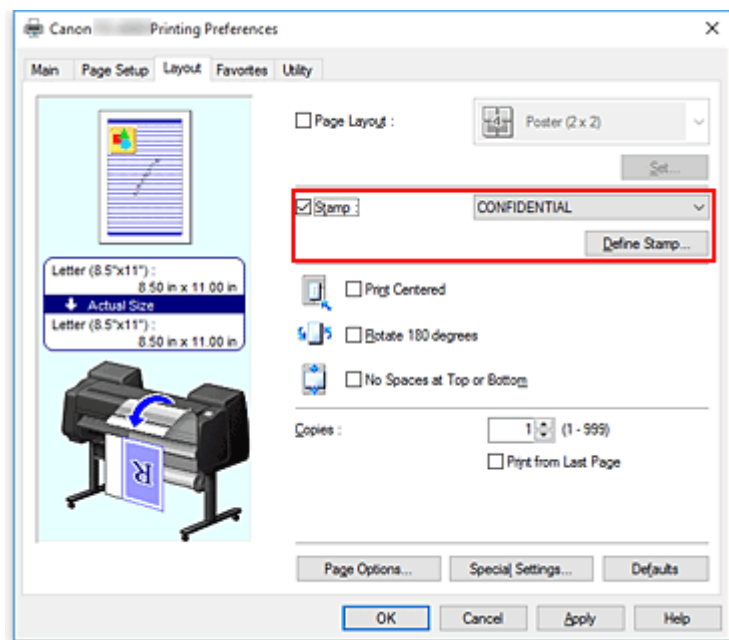 Canon Printing Preferences
Main Page Setup Layout Favorites Utility
Page Layout :
Poster (2 x 2)
Set...
Stamp :
CONFIDENTIAL
Define Stamp...
Letter (8.5"x11") :
8.50 in x 11.00 in
Actual Size
Letter (8.5"x11") :
8.50 in x 11.00 in
Print Centered
Rotate 180 degrees
No Spaces at Top or Bottom
Copies :
1 (1 - 999)
Print from Last Page
R
Page Options... Special Settings... Defaults
OK Cancel Apply Help